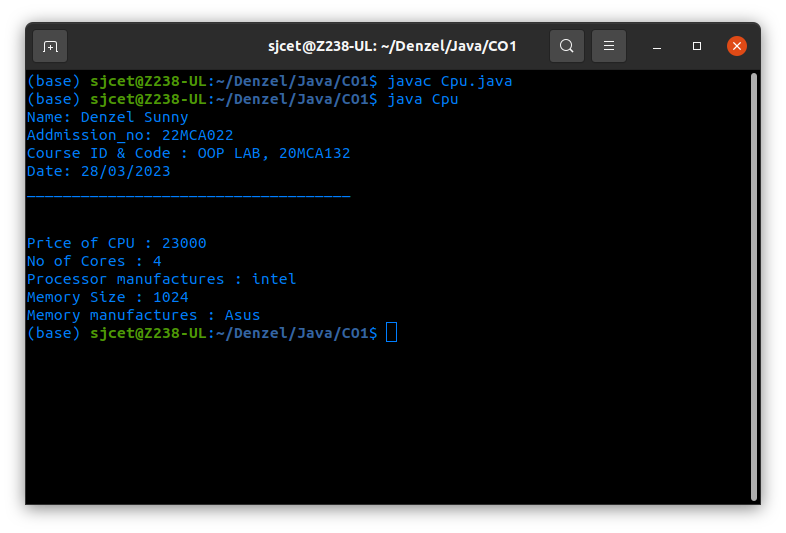 sjcet@Z238-UL: ~/Denzel/Java/CO1
(base) sjcet@Z238-UL:~/Denzel/Java/CO1$ javac Cpu.java
(base) sjcet@Z238-UL:~/Denzel/Java/CO1$ java Cpu
Name: Denzel Sunny
Addmission_no: 22MCA022
Course ID & Code : OOP LAB, 20MCA132
Date: 28/03/2023
____________________________________
Price of CPU : 23000
No of Cores : 4
Processor manufactures : intel
Memory Size : 1024
Memory manufactures : Asus
(base) sjcet@Z238-UL:~/Denzel/Java/CO1$